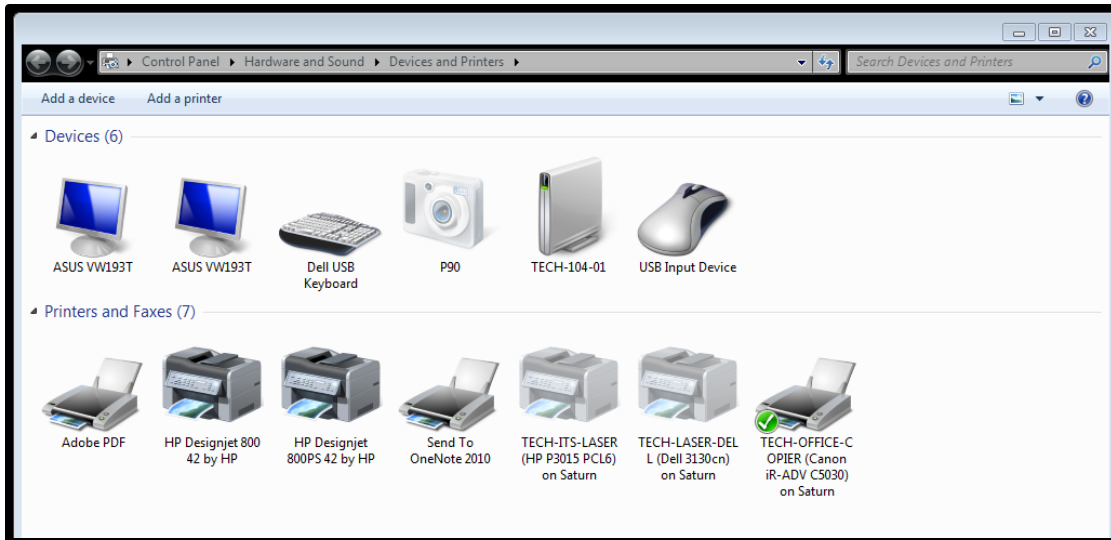 Control Panel Hardware and Sound Devices and Printers Search Devices and Printers
Add a device Add a printer
Devices (6)
ASUS VW193T
ASUS VW193T
Dell USB
Keyboard
P90
TECH-104-01
USB Input Device
Printers and Faxes (7)
Adobe PDF
HP Designjet 800
42 by HP
HP Designjet
800PS 42 by HP
Send To
OneNote 2010
TECH-ITS-LASER
(HP P3015 PCL6)
on Saturn
TECH-LASER-DEL
L (Dell 3130cn)
on Saturn
TECH-OFFICE-C
OPIER (Canon
iR-ADV C5030)
on Saturn